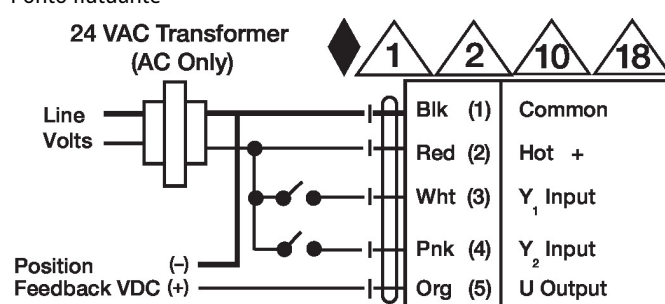 Ponto flutuante
24 VAC Transformer
(AC Only)
1 2 10 18
Line
Volts
Blk (1) Common
Red (2) Hot +
Wht (3) Y1 Input
Pnk (4) Y2 Input
Position (-)
Feedback VDC (+)
Org (5) U Output